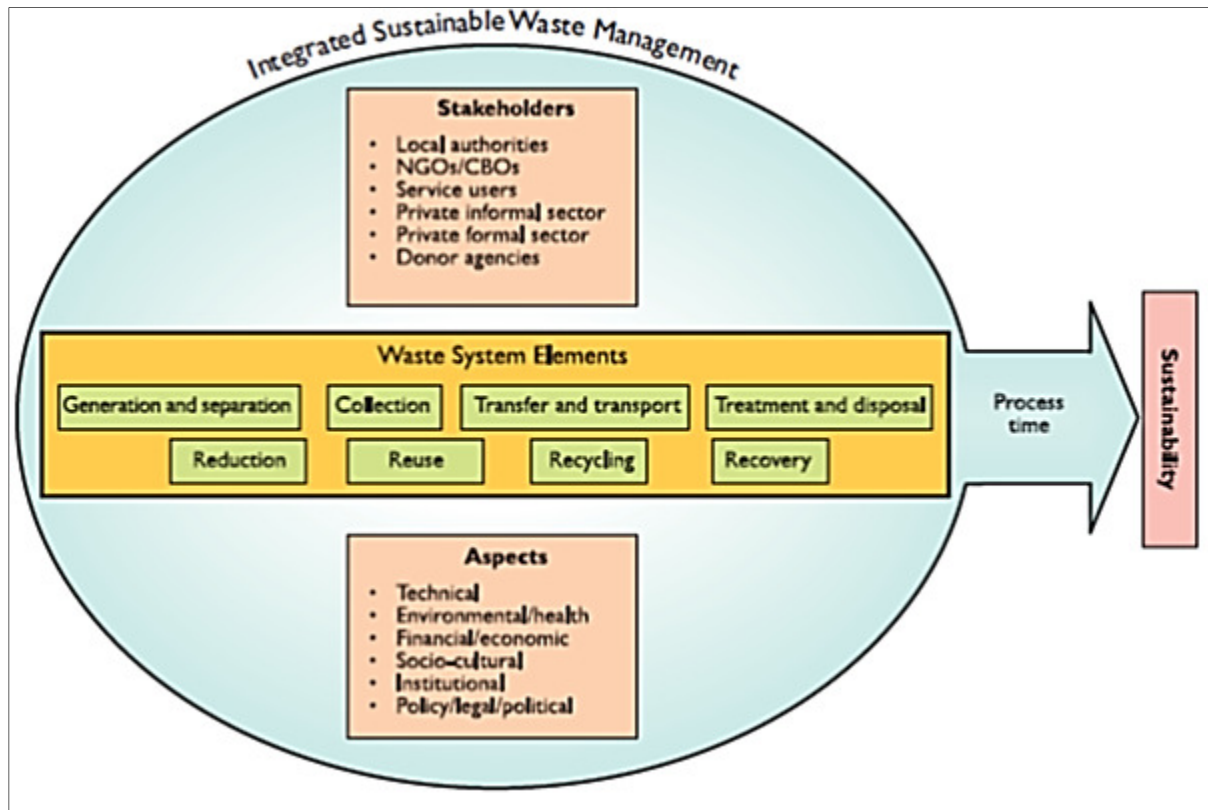 Integrated Sustainable Waste Management
Stakeholders
• Local authorities
• NGOs/CBOs
• Service users
• Private informal sector
• Private formal sector
• Donor agencies
Waste System Elements
Generation and separation
Collection
Transfer and transport
Treatment and disposal
Reduction
Reuse
Recycling
Recovery
Aspects
• Technical
• Environmental/health
• Financial/economic
• Socio-cultural
• Institutional
• Policy/legal/political
Process
time
Sustainability